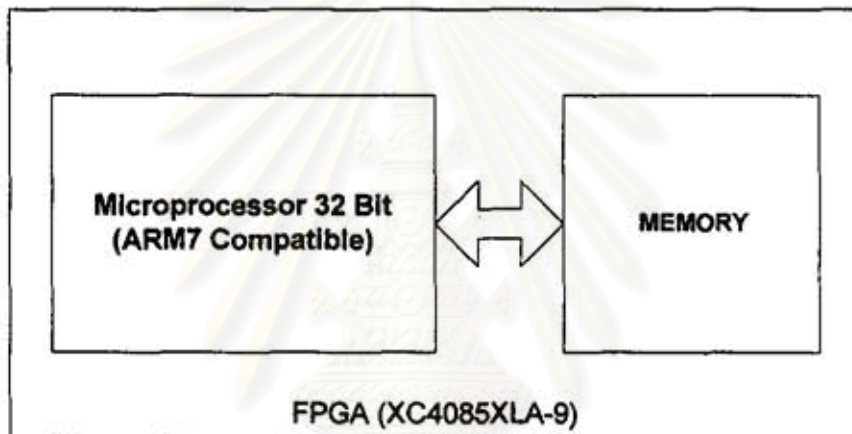 Microprocessor 32 Bit
(ARM7 Compatible)
MEMORY
FPGA (XC4085XLA-9)